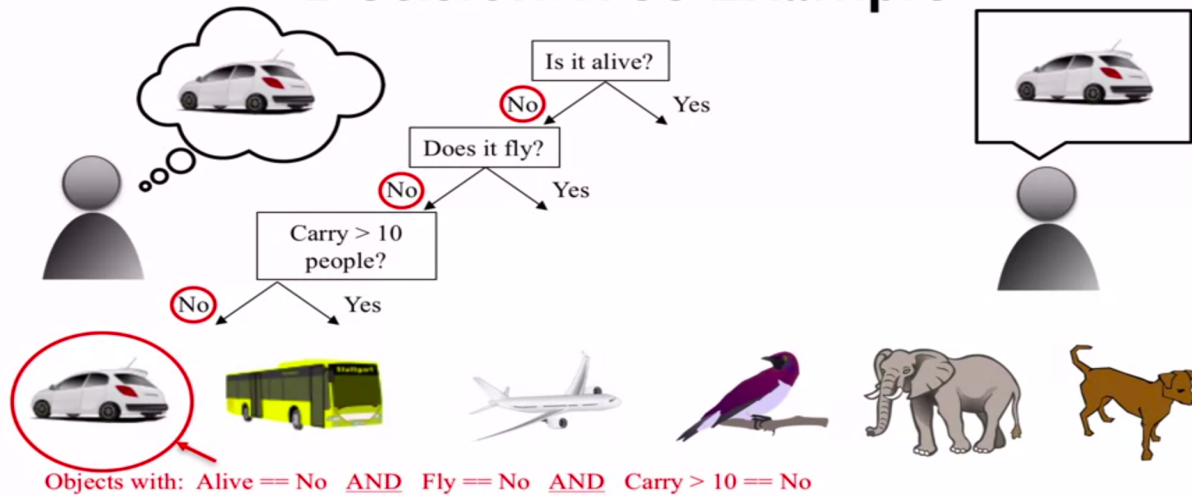 Is it alive?
No
Yes
Does it fly?
No
Yes
Carry > 10
people?
No
Yes
Stuttgart
Objects with: Alive == No AND Fly == No AND Carry > 10 == No